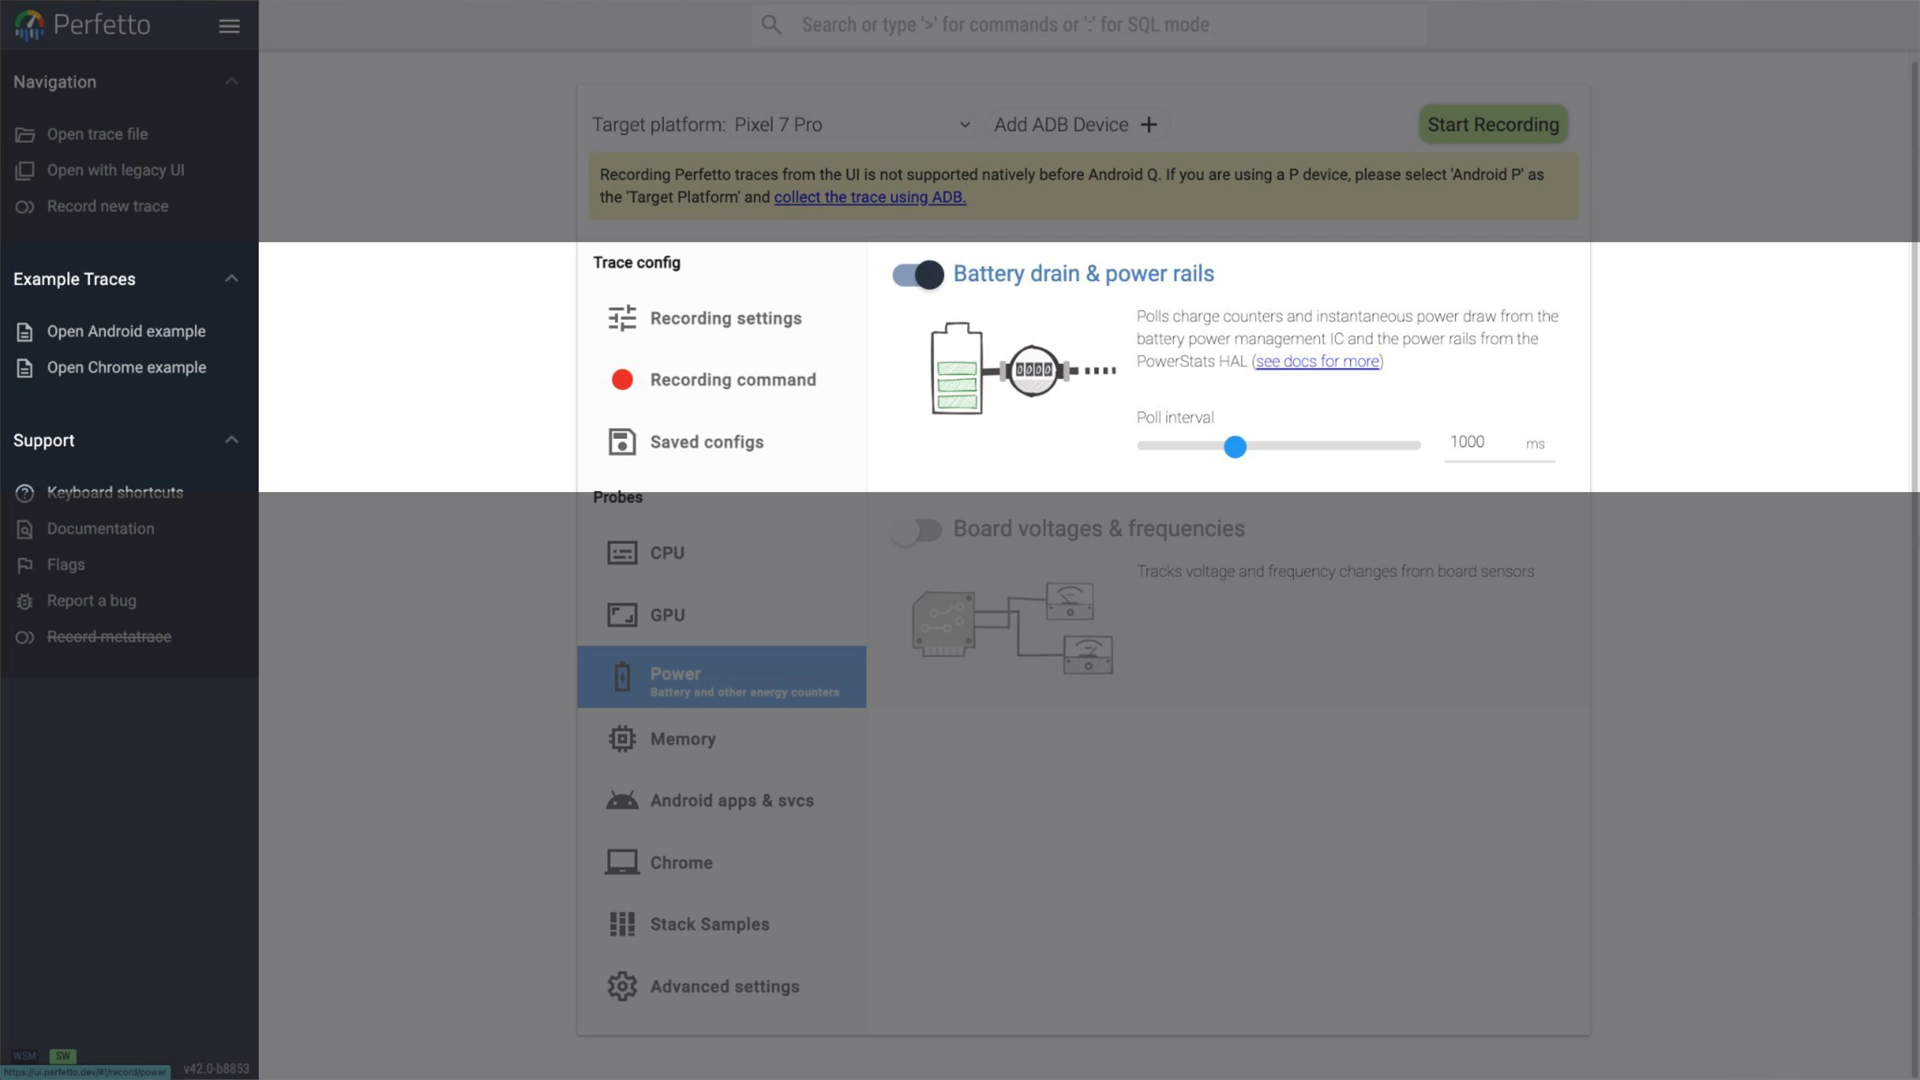 Perfetto
Search or type '>' for commands or ':' for SQL mode
Navigation
Open trace file
Open with legacy UI
Record new trace
Example Traces
Open Android example
Open Chrome example
Support
Keyboard shortcuts
Documentation
Flags
Report a bug
Record metatrace
WSM SW
https://ui.perfetto.dev/#!/record/power
v42.0-b8853
Target platform: Pixel 7 Pro
Add ADB Device +
Start Recording
Recording Perfetto traces from the UI is not supported natively before Android Q. If you are using a P device, please select 'Android P' as
the 'Target Platform' and collect the trace using ADB.
Trace config
Recording settings
Recording command
Saved configs
Probes
CPU
GPU
Power
Battery and other energy counters
Memory
Android apps & svcs
Chrome
Stack Samples
Advanced settings
Battery drain & power rails
0000
Polls charge counters and instantaneous power draw from the
battery power management IC and the power rails from the
PowerStats HAL (see docs for more)
Poll interval
1000 ms
Board voltages & frequencies
Tracks voltage and frequency changes from board sensors